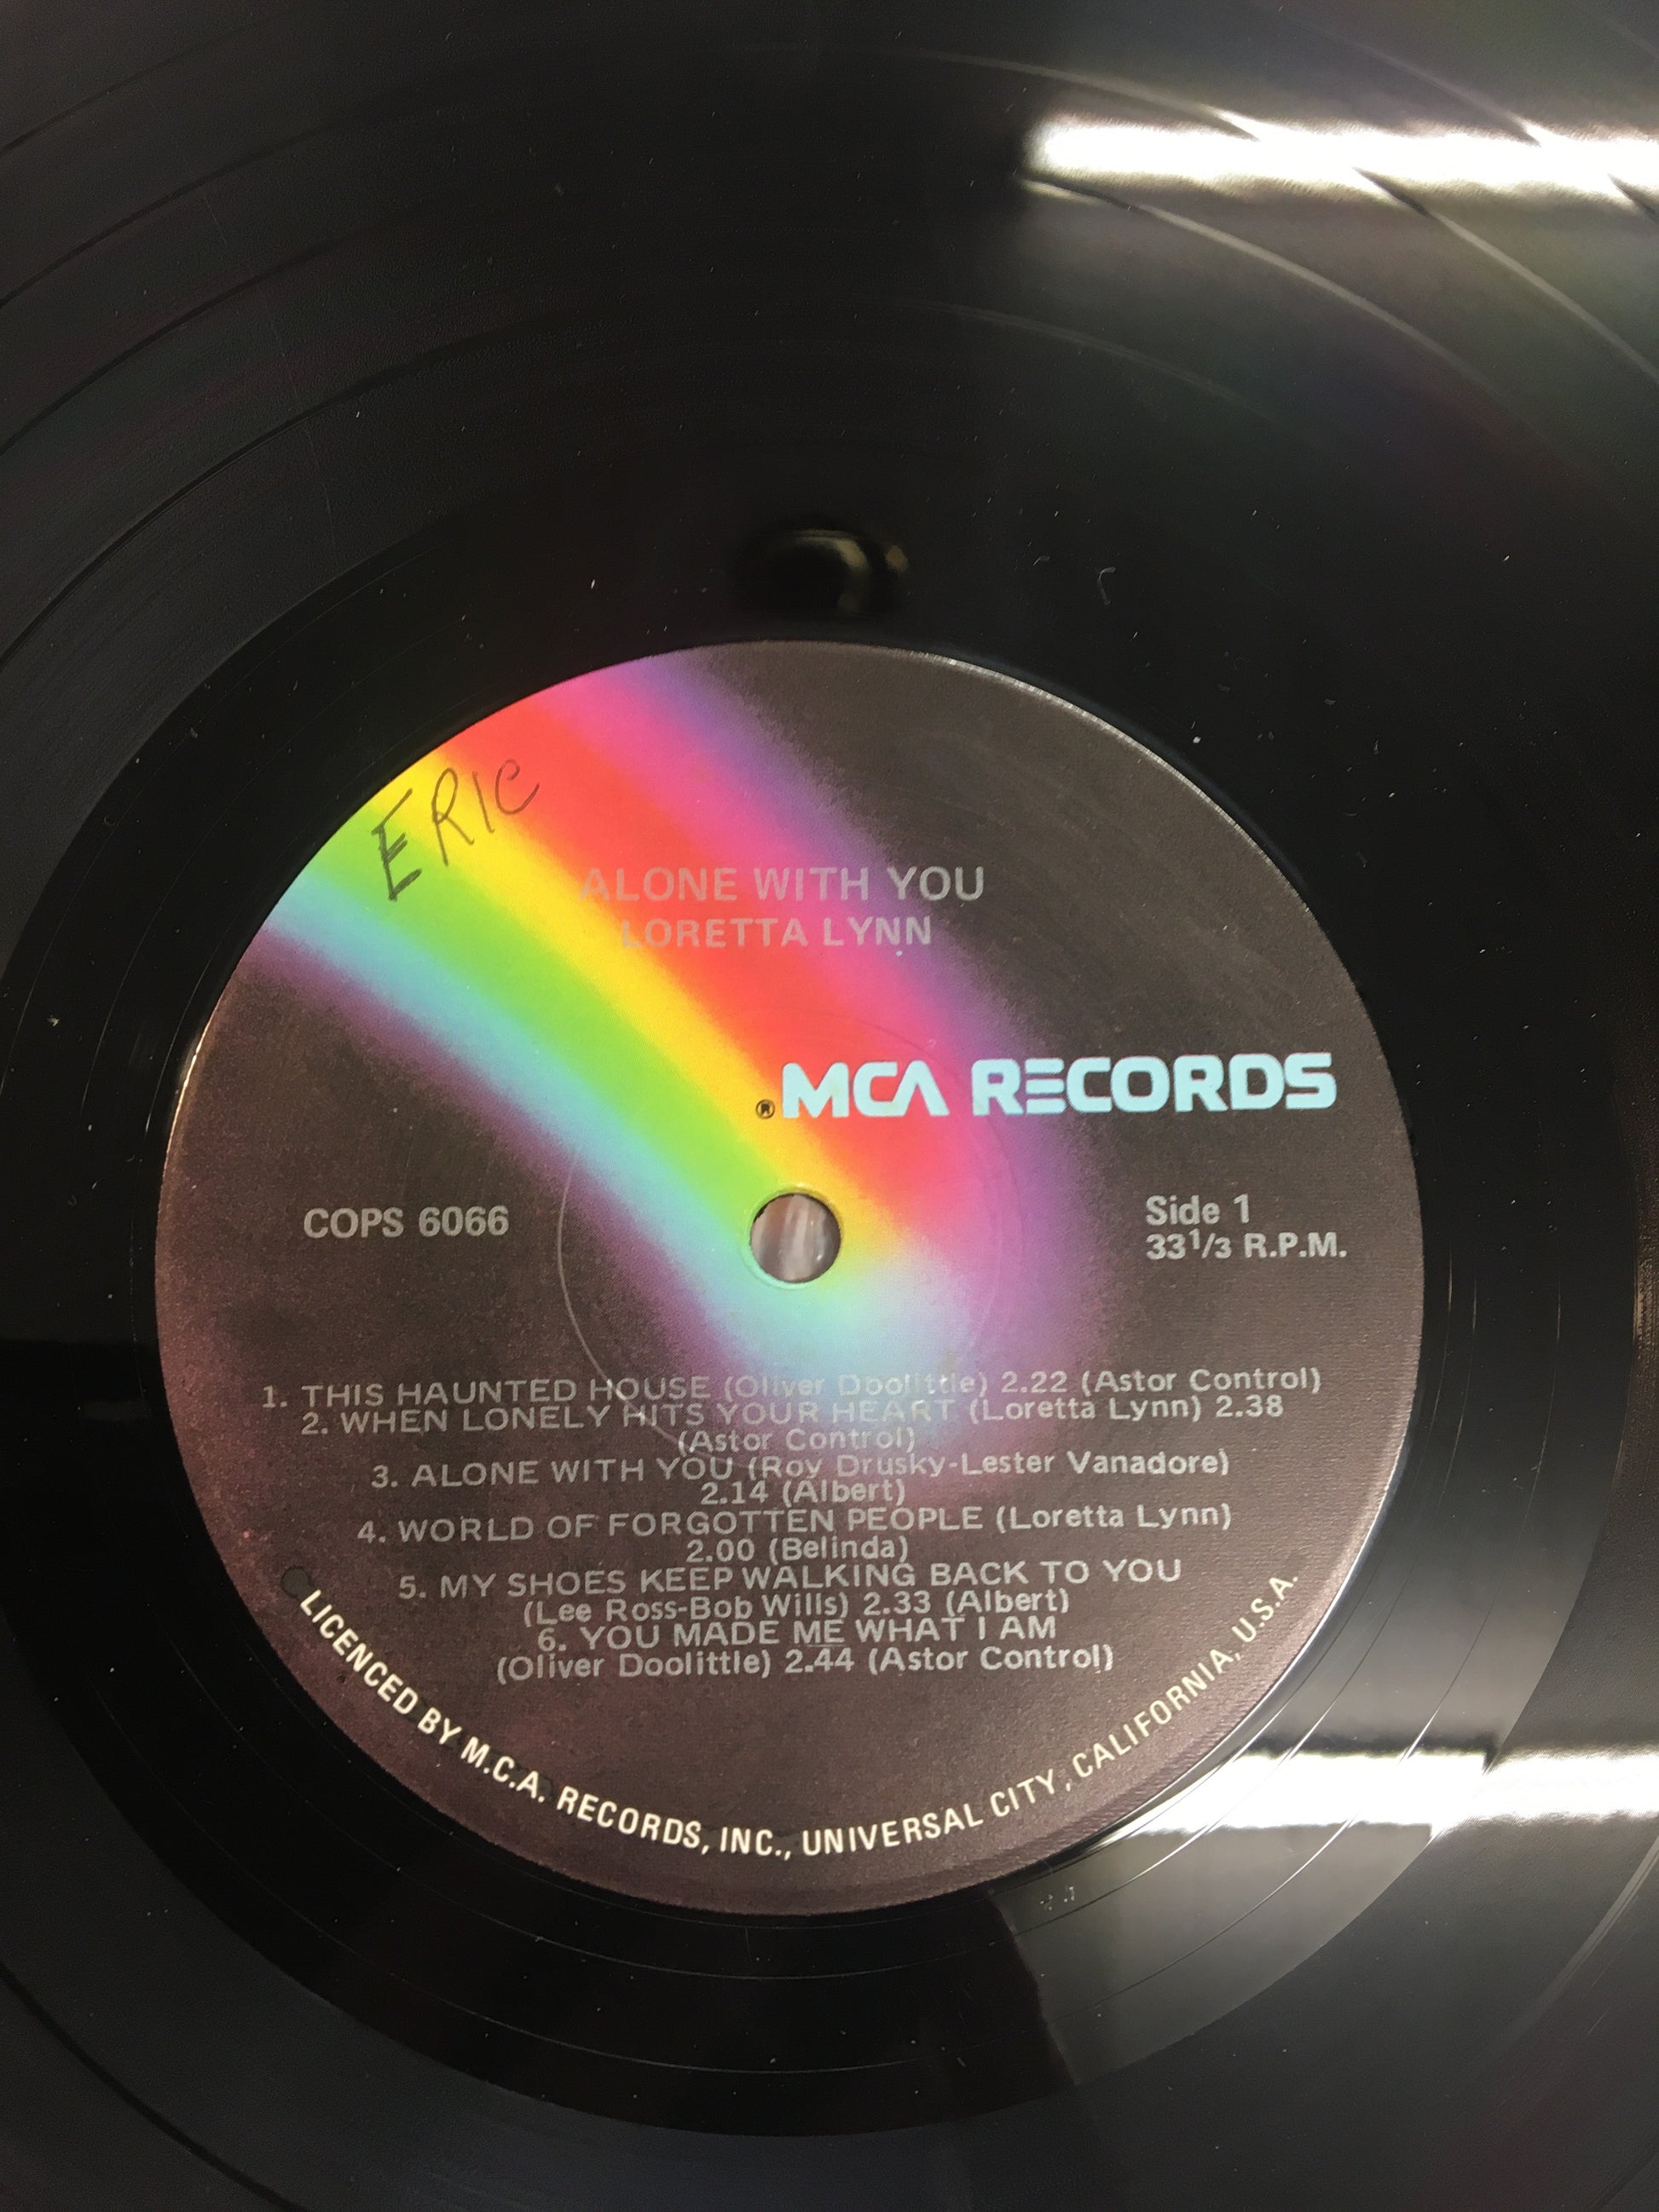 ERIC
ALONE WITH YOU
LORETTA LYNN
® MCA RECORDS
COPS 6066
Side 1
33 1/3 R.P.M.
1. THIS HAUNTED HOUSE (Oliver Doolittle) 2.22 (Astor Control)
2. WHEN LONELY HITS YOUR HEART (Loretta Lynn) 2.38
(Astor Control)
3. ALONE WITH YOU (Roy Drusky-Lester Vanadore)
2.14 (Albert)
4. WORLD OF FORGOTTEN PEOPLE (Loretta Lynn)
2.00 (Belinda)
5. MY SHOES KEEP WALKING BACK TO YOU
(Lee Ross-Bob Wills) 2.33 (Albert)
6. YOU MADE ME WHAT I AM
(Oliver Doolittle) 2.44 (Astor Control)
LICENCED BY M.C.A. RECORDS, INC., UNIVERSAL CITY, CALIFORNIA, U.S.A.